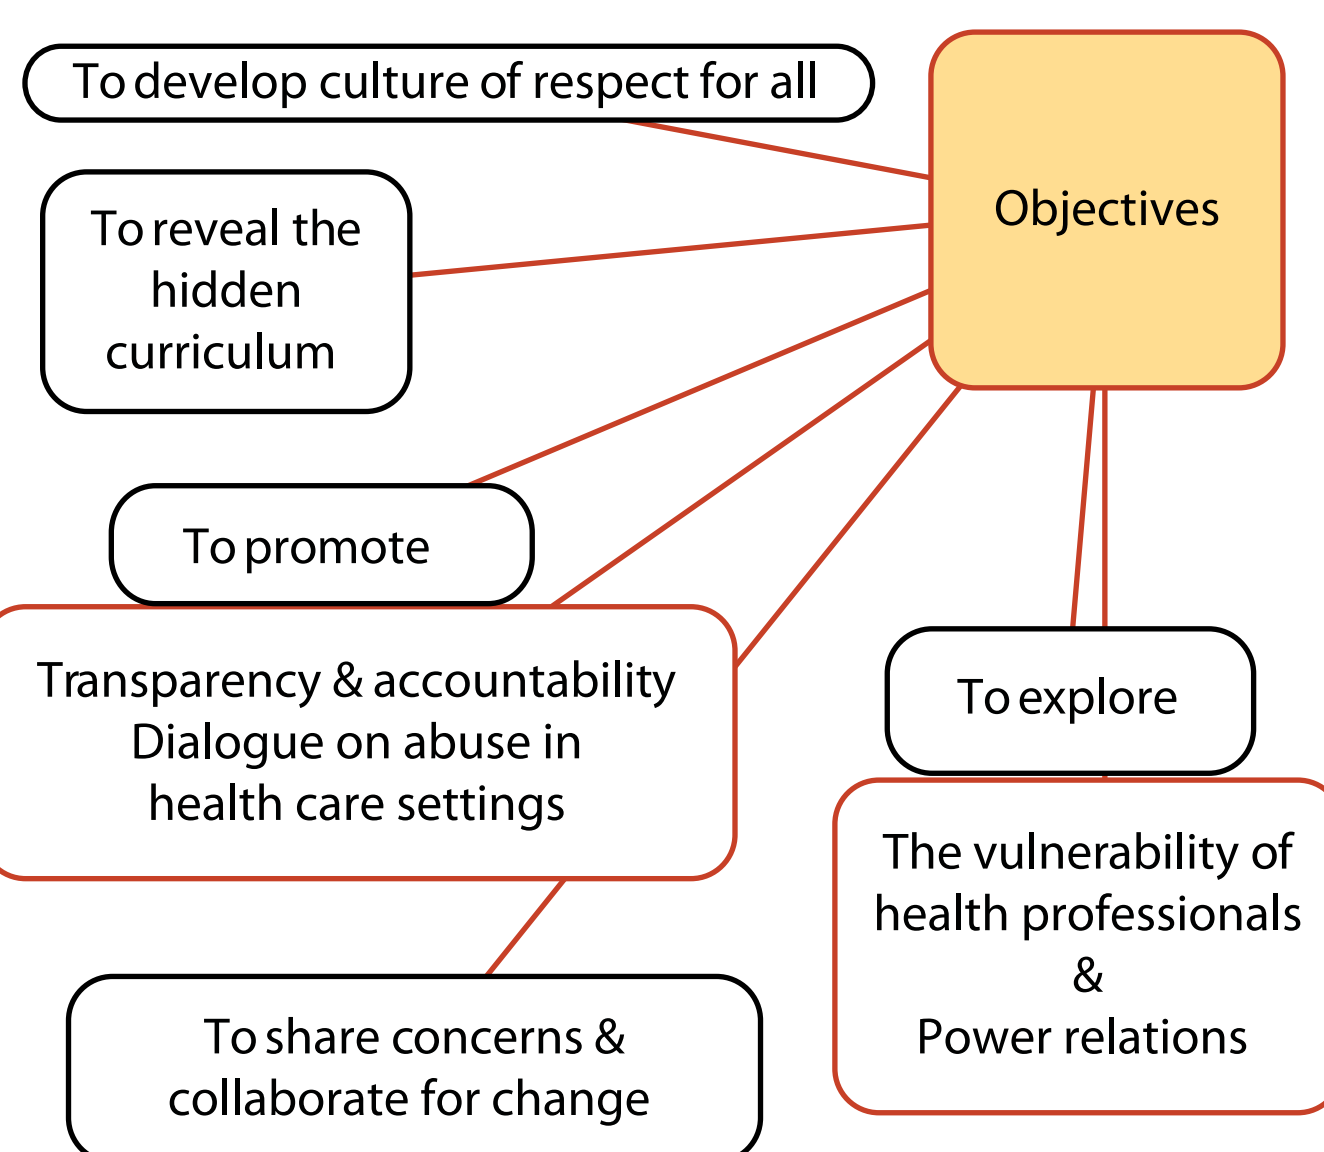 To develop culture of respect for all
Objectives
To reveal the
hidden
curriculum
To promote
Transparency & accountability
Dialogue on abuse in
health care settings
To explore
The vulnerability of
health professionals
&
Power relations
To share concerns &
collaborate for change